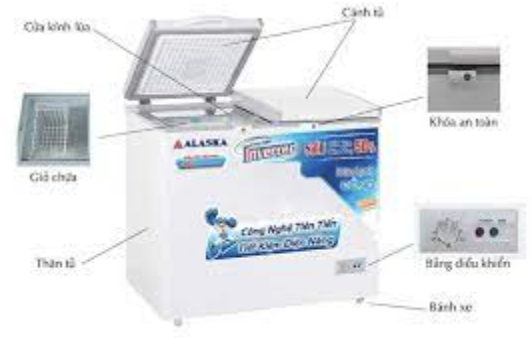 Cửa kính lùa
Cánh tủ
Khóa an toàn
Giỏ chứa
ALASKA
Inverter
50%
Công Nghệ Tiên Tiến
Tiết Kiệm Điện Năng
Thân tủ
Bảng điều khiển
Bánh xe